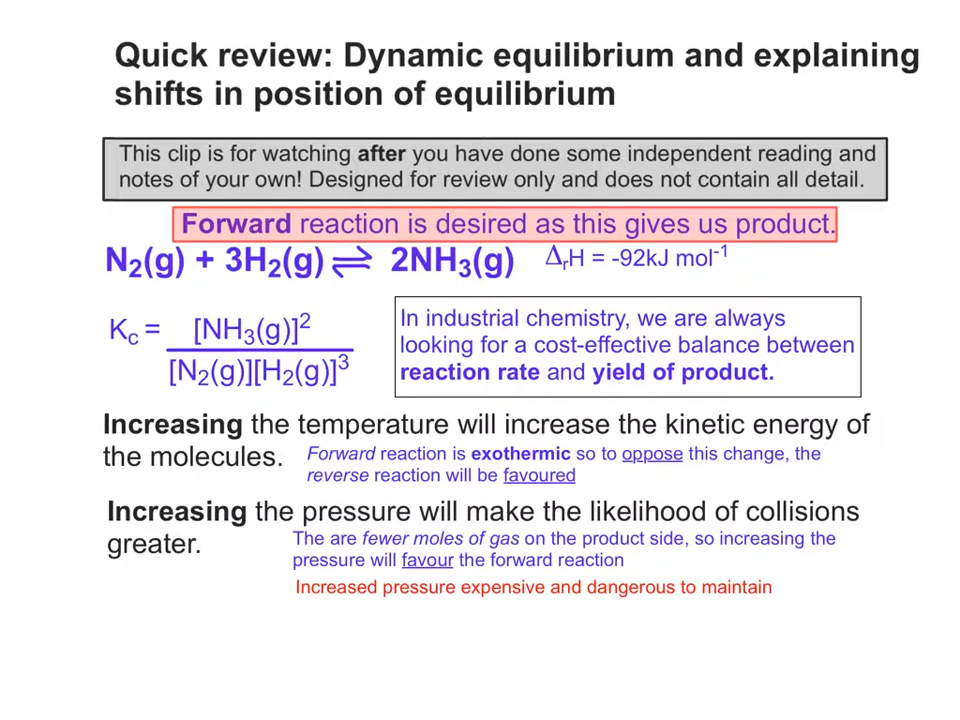 Quick review: Dynamic equilibrium and explaining
shifts in position of equilibrium
This clip is for watching after you have done some independent reading and
notes of your own! Designed for review only and does not contain all detail.
Forward reaction is desired as this gives us product.
N₂(g) + 3H₂(g) ⇌ 2NH₃(g) ΔᵣH = -92kJ mol⁻¹
K꜀ = [NH₃(g)]²
[N₂(g)][H₂(g)]³
In industrial chemistry, we are always
looking for a cost-effective balance between
reaction rate and yield of product.
Increasing the temperature will increase the kinetic energy of
the molecules.
Forward reaction is exothermic so to oppose this change, the
reverse reaction will be favoured
Increasing the pressure will make the likelihood of collisions
greater.
The are fewer moles of gas on the product side, so increasing the
pressure will favour the forward reaction
Increased pressure expensive and dangerous to maintain